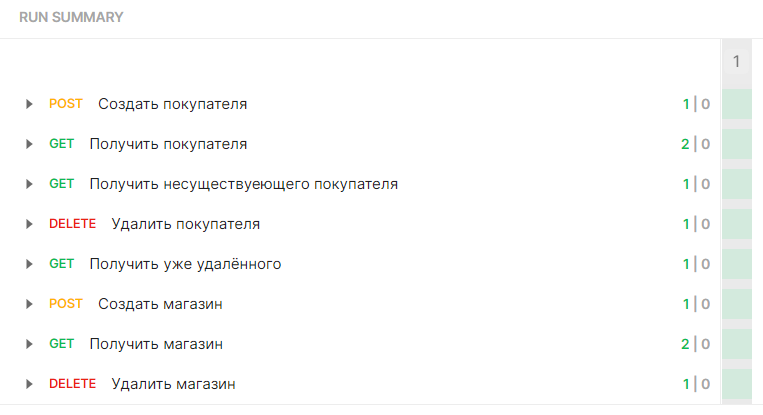 RUN SUMMARY
1
POST Создать покупателя 1 | 0
GET Получить покупателя 2 | 0
GET Получить несуществуеющего покупателя 1 | 0
DELETE Удалить покупателя 1 | 0
GET Получить уже удалённого 1 | 0
POST Создать магазин 1 | 0
GET Получить магазин 2 | 0
DELETE Удалить магазин 1 | 0